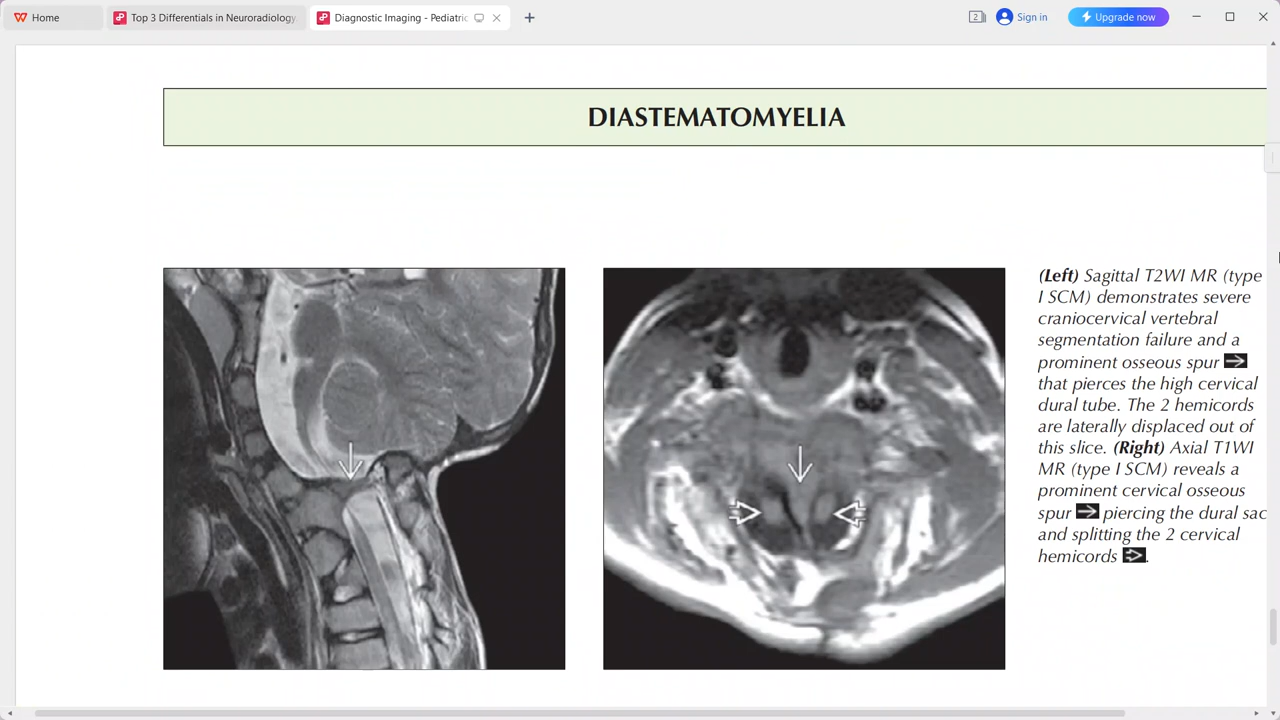 Home
Top 3 Differentials in Neuroradiology.
Diagnostic Imaging - Pediatric
2
Sign in
Upgrade now
DIASTEMATOMYELIA
(Left) Sagittal T2WI MR (type
I SCM) demonstrates severe
craniocervical vertebral
segmentation failure and a
prominent osseous spur
that pierces the high cervical
dural tube. The 2 hemicords
are laterally displaced out of
this slice. (Right) Axial T1WI
MR (type I SCM) reveals a
prominent cervical osseous
spur piercing the dural sac
and splitting the 2 cervical
hemicords .